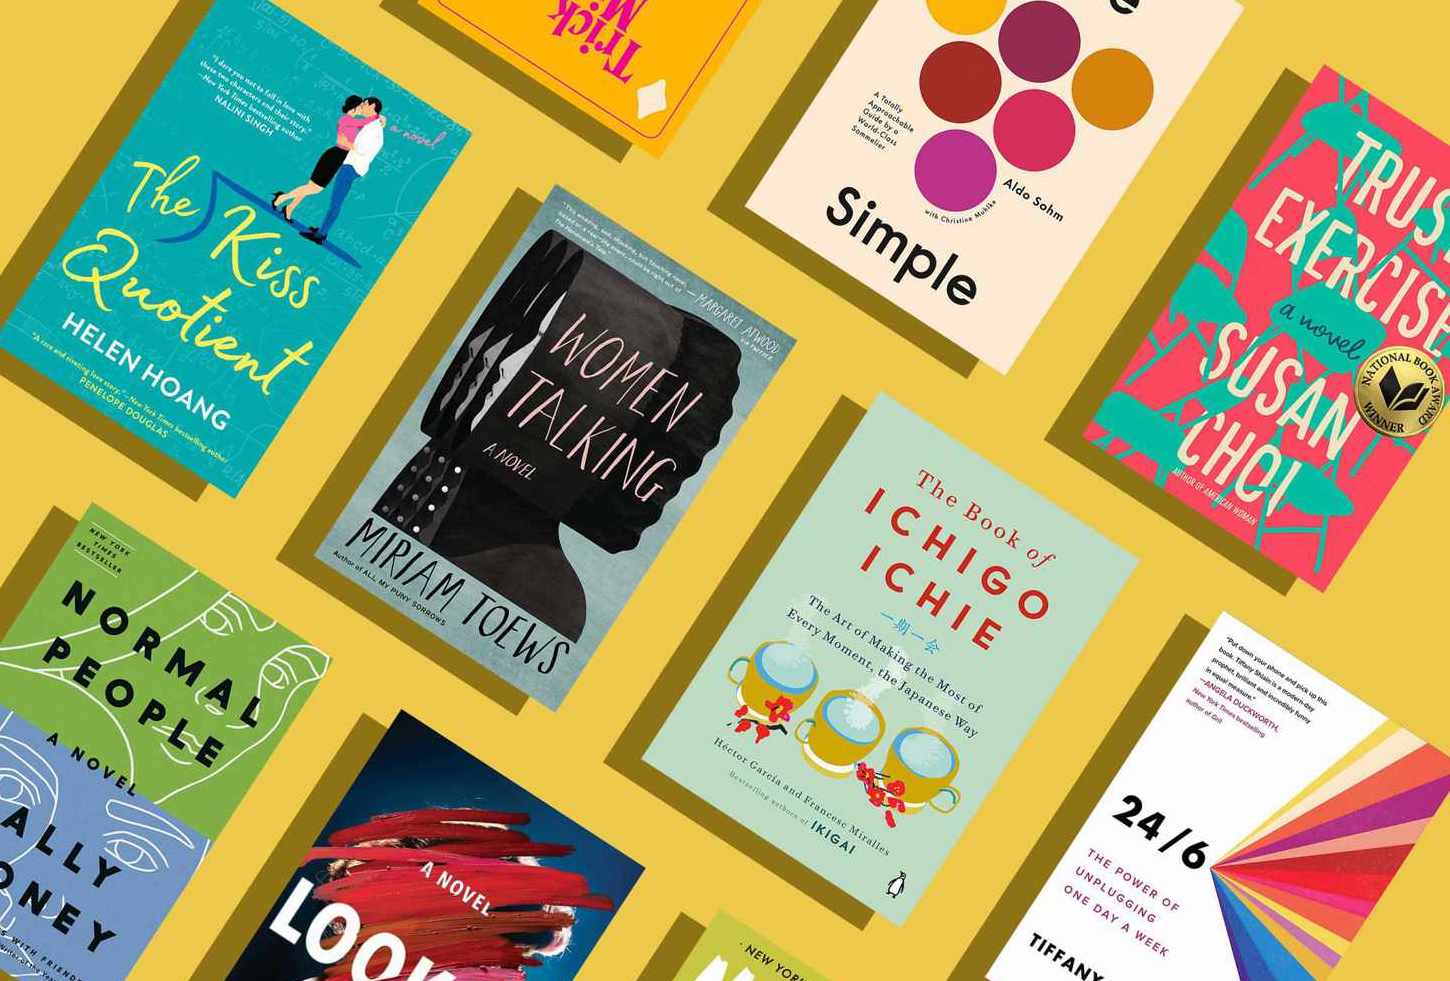 "I dare you not to fall in love with
these two characters and their story."
—New York Times bestselling author
NALINI SINGH
a novel
The Kiss
Quotient
HELEN HOANG
"A rare and riveting love story."—New York Times bestselling author
PENELOPE DOUGLAS
Trick
A Totally
Approachable
Guide by a
World-Class
Sommelier
Aldo Sohm
with Christine Muhlke
Simple
TRUST
EXERCISE
a novel
SUSAN
CHOI
AUTHOR OF AMERICAN WOMAN
NATIONAL BOOK AWARD
WINNER
— MARGARET ATWOOD
VIA TWITTER
WOMEN
TALKING
A NOVEL
MIRIAM TOEWS
Author of ALL MY PUNY SORROWS
The Book of
ICHIGO
ICHIE
一期一会
The Art of Making the Most of
Every Moment, the Japanese Way
Héctor García and Francesc Miralles
Bestselling authors of IKIGAI
NEW YORK
TIMES
BESTSELLER
NORMAL
PEOPLE
A NOVEL
ALLY
ONEY
S WITH FRIENDS
A NOVEL
LOOK
NEW YOR
"Put down your phone and pick up this
book. Tiffany Shlain is a modern-day
prophet, brilliant and incredibly funny
in equal measure."
—ANGELA DUCKWORTH,
New York Times bestselling
author of Grit
24/6
THE POWER OF
UNPLUGGING
ONE DAY A WEEK
TIFFANY